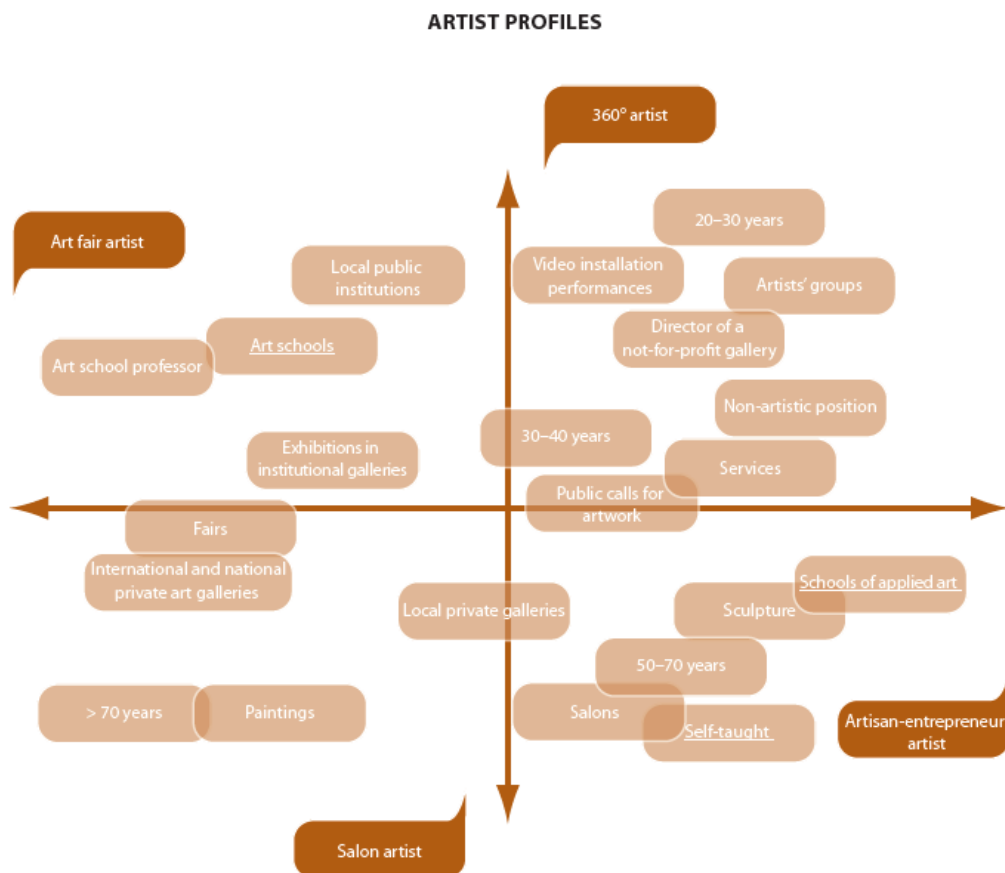 ARTIST PROFILES
360° artist
20–30 years
Art fair artist
Local public
institutions
Video installation
performances
Artists’ groups
Art schools
Director of a
not-for-profit gallery
Art school professor
Non-artistic position
30–40 years
Exhibitions in
institutional galleries
Services
Public calls for
artwork
Fairs
International and national
private art galleries
Schools of applied art
Local private galleries
Sculpture
50–70 years
> 70 years
Paintings
Salons
Self-taught
Artisan-entrepreneur
artist
Salon artist